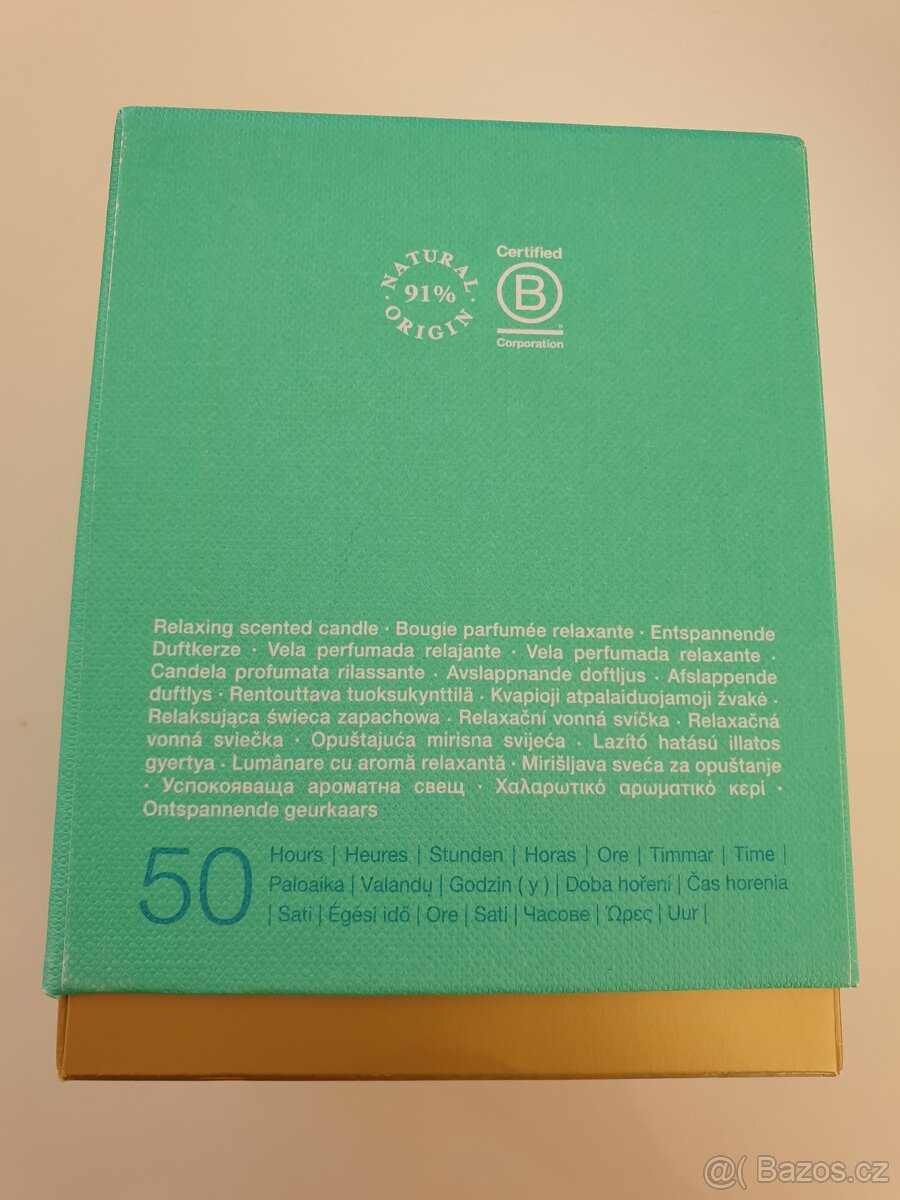 NATURAL
91%
ORIGIN
Certified
B
®
Corporation
Relaxing scented candle · Bougie parfumée relaxante · Entspannende
Duftkerze · Vela perfumada relajante · Vela perfumada relaxante ·
Candela profumata rilassante · Avslappnande doftljus · Afslappende
duftlys · Rentouttava tuoksukynttilä · Kvapioji atpalaiduojamoji žvakė ·
Relaksująca świeca zapachowa · Relaxační vonná svíčka · Relaxačná
vonná sviečka · Opuštajuća mirisna svijeća · Lazító hatású illatos
gyertya · Lumânare cu aromă relaxantă · Mirišljava sveća za opuštanje
· Успокояваща ароматна свещ · Χαλαρωτικό αρωματικό κερί ·
Ontspannende geurkaars
50 Hours | Heures | Stunden | Horas | Ore | Timmar | Time |
Paloaika | Valandų | Godzin ( y ) | Doba hoření | Čas horenia
| Sati | Égési idő | Ore | Sati | Часове | Ώρες | Uur |
@( Bazos.cz